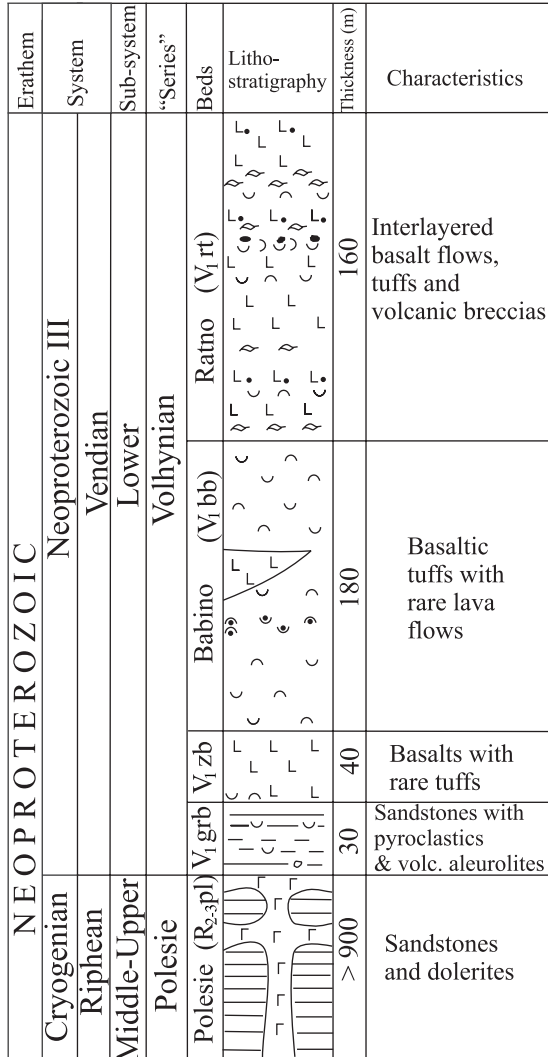 Erathem
System
Sub-system
“Series”
Beds
Litho-
stratigraphy
Thickness (m)
Characteristics
NEOPROTEROZOIC
Neoproterozoic III
Vendian
Lower
Volhynian
Ratno (V₁ rt)
160
Interlayered
basalt flows,
tuffs and
volcanic breccias
Babino (V₁ bb)
180
Basaltic
tuffs with
rare lava
flows
V₁ zb
40
Basalts with
rare tuffs
V₁ grb
30
Sandstones with
pyroclastics
& volc. aleurolites
Cryogenian
Riphean
Middle-Upper
Polesie
Polesie (R₂₋₃pl)
> 900
Sandstones
and dolerites